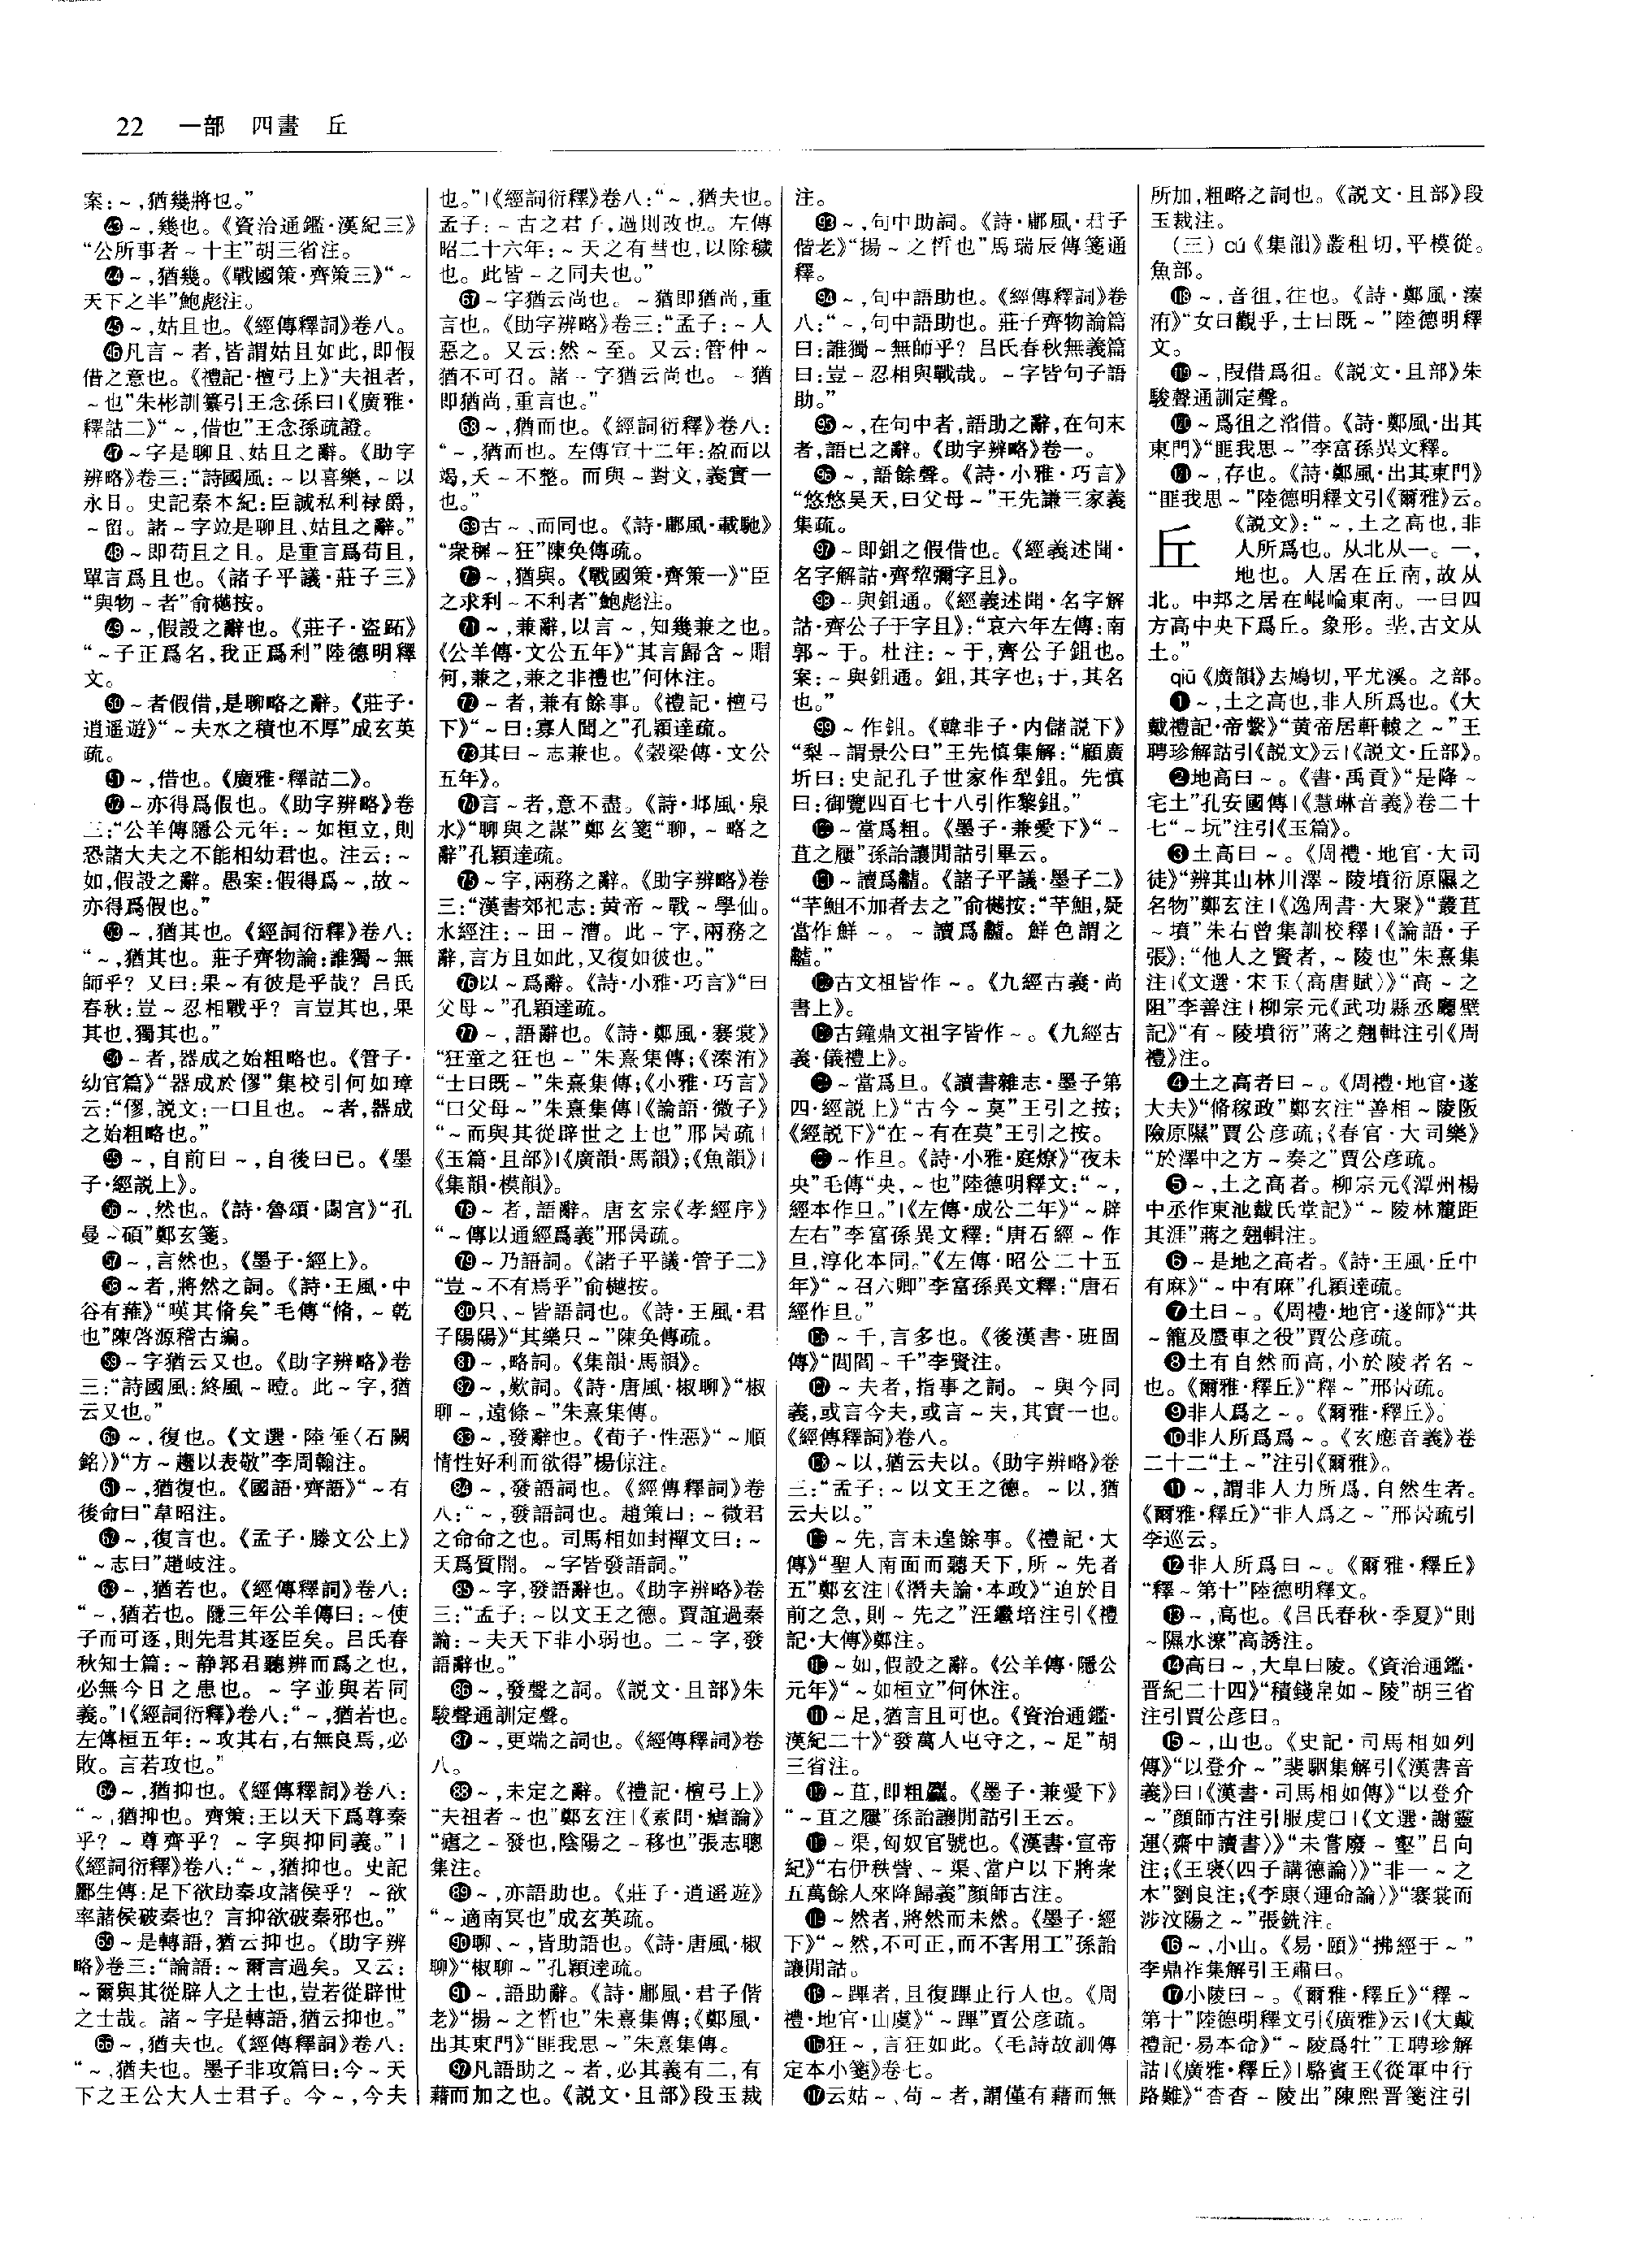 22　一部　四畫　丘
案:～,猶幾將也。”
㊸～,幾也。《資治通鑑·漢紀三》
“公所事者～十主”胡三省注。
㊹～,猶幾。《戰國策·齊策三》“～
天下之半”鮑彪注。
㊺～,姑且也。《經傳釋詞》卷八。
㊻凡言～者,皆謂姑且如此,即假
借之意也。《禮記·檀弓上》“夫祖者,
～也”朱彬訓纂引王念孫曰|《廣雅·
釋詁二》“～,借也”王念孫疏證。
㊼～字是聊且、姑且之辭。《助字
辨略》卷三:“詩國風:～以喜樂,～以
永日。史記秦本紀:臣誠私利禄爵,
～留。諸～字竝是聊且、姑且之辭。”
㊽～即苟且之且。是重言爲苟且,
單言爲且也。《諸子平議·莊子三》
“與物～者”俞樾按。
㊾～,假設之辭也。《莊子·盗跖》
“～子正爲名,我正爲利”陸德明釋
文。
㊿～者假借,是聊略之辭。《莊子·
逍遥遊》“～夫水之積也不厚”成玄英
疏。
51～,借也。《廣雅·釋詁二》。
52～亦得爲假也。《助字辨略》卷
三:“公羊傳隱公元年:～如桓立,則
恐諸大夫之不能相幼君也。注云:～
如,假設之辭。愚案:假得爲～,故～
亦得爲假也。”
53～,猶其也。《經詞衍釋》卷八:
“～,猶其也。莊子齊物論:誰獨～無
師乎？又曰:果～有彼是乎哉？吕氏
春秋:豈～忍相戰乎？言豈其也,果
其也,獨其也。”
54～者,器成之始粗略也。《管子·
幼官篇》“器成於僇”集校引何如璋
云:“僇,説文:一曰且也。～者,器成
之始粗略也。”
55～,自前曰～,自後曰已。《墨
子·經説上》。
56～,然也。《詩·魯頌·閟宫》“孔
曼～碩”鄭玄箋。
57～,言然也。《墨子·經上》。
58～者,將然之詞。《詩·王風·中
谷有蓷》“暵其脩矣”毛傳“脩,～乾
也”陳啓源稽古編。
59～字猶云又也。《助字辨略》卷
三:“詩國風:終風～曀。此～字,猶
云又也。”
60～,復也。《文選·陸倕〈石闕
銘〉》“方～趨以表敬”李周翰注。
61～,猶復也。《國語·齊語》“～有
後命曰”韋昭注。
62～,復言也。《孟子·滕文公上》
“～志曰”趙岐注。
63～,猶若也。《經傳釋詞》卷八:
“～,猶若也。隱三年公羊傳曰:～使
子而可逐,則先君其逐臣矣。吕氏春
秋知士篇:～静郭君聽辨而爲之也,
必無今日之患也。～字並與若同
義。”|《經詞衍釋》卷八:“～,猶若也。
左傳桓五年:～攻其右,右無良焉,必
敗。言若攻也。”
64～,猶抑也。《經傳釋詞》卷八:
“～,猶抑也。齊策:王以天下爲尊秦
乎？～尊齊乎？～字與抑同義。”|
《經詞衍釋》卷八:“～,猶抑也。史記
酈生傳:足下欲助秦攻諸侯乎？～欲
率諸侯破秦也？言抑欲破秦邪也。”
65～是轉語,猶云抑也。《助字辨
略》卷三:“論語:～爾言過矣。又云:
～爾與其從辟人之士也,豈若從辟世
之士哉。諸～字是轉語,猶云抑也。”
66～,猶夫也。《經傳釋詞》卷八:
“～,猶夫也。墨子非攻篇曰:今～天
下之王公大人士君子。今～,今夫
也。”|《經詞衍釋》卷八:“～,猶夫也。
孟子:～古之君子,過則改也。左傳
昭二十六年:～天之有彗也,以除穢
也。此皆～之同夫也。”
67～字猶云尚也。～猶即猶尚,重
言也。《助字辨略》卷三:“孟子:～人
惡之。又云:然～至。又云:管仲～
猶不可召。諸～字猶云尚也。～猶
即猶尚,重言也。”
68～,猶而也。《經詞衍釋》卷八:
“～,猶而也。左傳宣十二年:盈而以
竭,夭～不整。而與～對文,義實一
也。”
69古～、而同也。《詩·鄘風·載馳》
“衆穉～狂”陳奂傳疏。
70～,猶與。《戰國策·齊策一》“臣
之求利～不利者”鮑彪注。
71～,兼辭,以言～,知幾兼之也。
《公羊傳·文公五年》“其言歸含～賵
何,兼之,兼之非禮也”何休注。
72～者,兼有餘事。《禮記·檀弓
下》“～曰:寡人聞之”孔穎達疏。
73其曰～志兼也。《穀梁傳·文公
五年》。
74言～者,意不盡。《詩·邶風·泉
水》“聊與之謀”鄭玄箋“聊,～略之
辭”孔穎達疏。
75～字,兩務之辭。《助字辨略》卷
三:“漢書郊祀志:黄帝～戰～學仙。
水經注:～田～漕。此～字,兩務之
辭,言方且如此,又復如彼也。”
76以～爲辭。《詩·小雅·巧言》“曰
父母～”孔穎達疏。
77～,語辭也。《詩·鄭風·褰裳》
“狂童之狂也～”朱熹集傳;《溱洧》
“士曰既～”朱熹集傳;《小雅·巧言》
“曰父母～”朱熹集傳|《論語·微子》
“～而與其從辟世之士也”邢昺疏|
《玉篇·且部》|《廣韻·馬韻》;《魚韻》|
《集韻·模韻》。
78～者,語辭。唐玄宗《孝經序》
“～傳以通經爲義”邢昺疏。
79～乃語詞。《諸子平議·管子二》
“豈～不有焉乎”俞樾按。
80只、～皆語詞也。《詩·王風·君
子陽陽》“其樂只～”陳奂傳疏。
81～,略詞。《集韻·馬韻》。
82～,歎詞。《詩·唐風·椒聊》“椒
聊～,遠條～”朱熹集傳。
83～,發辭也。《荀子·性惡》“～順
情性好利而欲得”楊倞注。
84～,發語詞也。《經傳釋詞》卷
八:“～,發語詞也。趙策曰:～微君
之命命之也。司馬相如封禪文曰:～
天爲質闇。～字皆發語詞。”
85～字,發語辭也。《助字辨略》卷
三:“孟子:～以文王之德。賈誼過秦
論:～夫天下非小弱也。二～字,發
語辭也。”
86～,發聲之詞。《説文·且部》朱
駿聲通訓定聲。
87～,更端之詞也。《經傳釋詞》卷
八。
88～,未定之辭。《禮記·檀弓上》
“夫祖者～也”鄭玄注|《素問·瘧論》
“瘧之～發也,陰陽之～移也”張志聰
集注。
89～,亦語助也。《莊子·逍遥遊》
“～適南冥也”成玄英疏。
90聊、～,皆助語也。《詩·唐風·椒
聊》“椒聊～”孔穎達疏。
91～,語助辭。《詩·鄘風·君子偕
老》“揚～之晳也”朱熹集傳;《鄭風·
出其東門》“匪我思～”朱熹集傳。
92凡語助之～者,必其義有二,有
藉而加之也。《説文·且部》段玉裁
注。
93～,句中助詞。《詩·鄘風·君子
偕老》“揚～之晳也”馬瑞辰傳箋通
釋。
94～,句中語助也。《經傳釋詞》卷
八:“～,句中語助也。莊子齊物論篇
曰:誰獨～無師乎？吕氏春秋無義篇
曰:豈～忍相與戰哉。～字皆句子語
助。”
95～,在句中者,語助之辭,在句末
者,語已之辭。《助字辨略》卷一。
96～,語餘聲。《詩·小雅·巧言》
“悠悠昊天,曰父母～”王先謙三家義
集疏。
97～即鉏之假借也。《經義述聞·
名字解詁·齊犂彌字且》。
98～與鉏通。《經義述聞·名字解
詁·齊公子于字且》:“哀六年左傳:南
郭～于。杜注:～于,齊公子鉏也。
案:～與鉏通。鉏,其字也;于,其名
也。”
99～作鉏。《韓非子·内儲説下》
“犁～謂景公曰”王先慎集解:“顧廣
圻曰:史記孔子世家作犁鉏。先慎
曰:御覽四百七十八引作黎鉏。”
100～當爲粗。《墨子·兼愛下》“～
苴之屨”孫詒讓閒詁引畢云。
101～讀爲䱜。《諸子平議·墨子二》
“芊䱉不加者去之”俞樾按:“芊䱉,疑
當作鮮～。～讀爲䱜。鮮色謂之
䱜。”
102古文祖皆作～。《九經古義·尚
書上》。
103古鐘鼎文祖字皆作～。《九經古
義·儀禮上》。
104～當爲旦。《讀書雜志·墨子第
四·經説上》“古今～莫”王引之按;
《經説下》“在～有在莫”王引之按。
105～作旦。《詩·小雅·庭燎》“夜未
央”毛傳“央,～也”陸德明釋文:“～,
經本作旦。”|《左傳·成公二年》“～辟
左右”李富孫異文釋:“唐石經～作
旦,淳化本同。”《左傳·昭公二十五
年》“～召六卿”李富孫異文釋:“唐石
經作旦。”
106～千,言多也。《後漢書·班固
傳》“閭閻～千”李賢注。
107～夫者,指事之詞。～與今同
義,或言今夫,或言～夫,其實一也。
《經傳釋詞》卷八。
108～以,猶云夫以。《助字辨略》卷
三:“孟子:～以文王之德。～以,猶
云夫以。”
109～先,言未遑餘事。《禮記·大
傳》“聖人南面而聽天下,所～先者
五”鄭玄注|《潛夫論·本政》“迫於目
前之急,則～先之”汪繼培注引《禮
記·大傳》鄭注。
110～如,假設之辭。《公羊傳·隱公
元年》“～如桓立”何休注。
111～足,猶言且可也。《資治通鑑·
漢紀二十》“發萬人屯守之,～足”胡
三省注。
112～苴,即粗麤。《墨子·兼愛下》
“～苴之屨”孫詒讓閒詁引王云。
113～渠,匈奴官號也。《漢書·宣帝
紀》“右伊秩訾、～渠、當户以下將衆
五萬餘人來降歸義”顔師古注。
114～然者,將然而未然。《墨子·經
下》“～然,不可正,而不害用工”孫詒
讓閒詁。
115～蹕者,且復蹕止行人也。《周
禮·地官·山虞》“～蹕”賈公彦疏。
116狂～,言狂如此。《毛詩故訓傳
定本小箋》卷七。
117云姑～、苟～者,謂僅有藉而無
所加,粗略之詞也。《説文·且部》段
玉裁注。
(三) cú《集韻》叢租切,平模從。
魚部。
118～,音徂,往也。《詩·鄭風·溱
洧》“女曰觀乎,士曰既～”陸德明釋
文。
119～,叚借爲徂。《説文·且部》朱
駿聲通訓定聲。
120～爲徂之渻借。《詩·鄭風·出其
東門》“匪我思～”李富孫異文釋。
121～,存也。《詩·鄭風·出其東門》
“匪我思～”陸德明釋文引《爾雅》云。
丘
《説文》:“～,土之高也,非
人所爲也。从北从一。一,
地也。人居在丘南,故从
北。中邦之居在崐崘東南。一曰四
方高中央下爲丘。象形。㘳,古文从
土。”
qiū《廣韻》去鳩切,平尤溪。之部。
❶～,土之高也,非人所爲也。《大
戴禮記·帝繫》“黄帝居軒轅之～”王
聘珍解詁引《説文》云|《説文·丘部》。
❷地高曰～。《書·禹貢》“是降～
宅土”孔安國傳|《慧琳音義》卷二十
七“～坑”注引《玉篇》。
❸土高曰～。《周禮·地官·大司
徒》“辨其山林川澤～陵墳衍原隰之
名物”鄭玄注|《逸周書·大聚》“叢苴
～墳”朱右曾集訓校釋|《論語·子
張》:“他人之賢者,～陵也”朱熹集
注|《文選·宋玉〈高唐賦〉》“高～之
阻”李善注|柳宗元《武功縣丞廳壁
記》“有～陵墳衍”蔣之翹輯注引《周
禮》注。
❹土之高者曰～。《周禮·地官·遂
大夫》“脩稼政”鄭玄注“善相～陵阪
險原隰”賈公彦疏;《春官·大司樂》
“於澤中之方～奏之”賈公彦疏。
❺～,土之高者。柳宗元《潭州楊
中丞作東池戴氏堂記》“～陵林麓距
其涯”蔣之翹輯注。
❻～是地之高者。《詩·王風·丘中
有麻》“～中有麻”孔穎達疏。
❼土曰～。《周禮·地官·遂師》“共
～籠及蜃車之役”賈公彦疏。
❽土有自然而高,小於陵者名～
也。《爾雅·釋丘》“釋～”邢昺疏。
❾非人爲之～。《爾雅·釋丘》。
❿非人所爲爲～。《玄應音義》卷
二十二“土～”注引《爾雅》。
⓫～,謂非人力所爲,自然生者。
《爾雅·釋丘》“非人爲之～”邢昺疏引
李巡云。
⓬非人所爲曰～。《爾雅·釋丘》
“釋～第十”陸德明釋文。
⓭～,高也。《吕氏春秋·季夏》“則
～隰水潦”高誘注。
⓮高曰～,大阜曰陵。《資治通鑑·
晉紀二十四》“積錢帛如～陵”胡三省
注引賈公彦曰。
⓯～,山也。《史記·司馬相如列
傳》“以登介～”裴駰集解引《漢書音
義》曰|《漢書·司馬相如傳》“以登介
～”顔師古注引服虔曰|《文選·謝靈
運〈齋中讀書〉》“未嘗廢～壑”吕向
注;《王褒〈四子講德論〉》“非一～之
木”劉良注;《李康〈運命論〉》“褰裳而
涉汶陽之～”張銑注。
⓰～,小山。《易·頤》“拂經于～”
李鼎祚集解引王肅曰。
⓱小陵曰～。《爾雅·釋丘》“釋～
第十”陸德明釋文引《廣雅》云|《大戴
禮記·易本命》“～陵爲牡”王聘珍解
詁|《廣雅·釋丘》|駱賓王《從軍中行
路難》“杳杳～陵出”陳熙晉箋注引